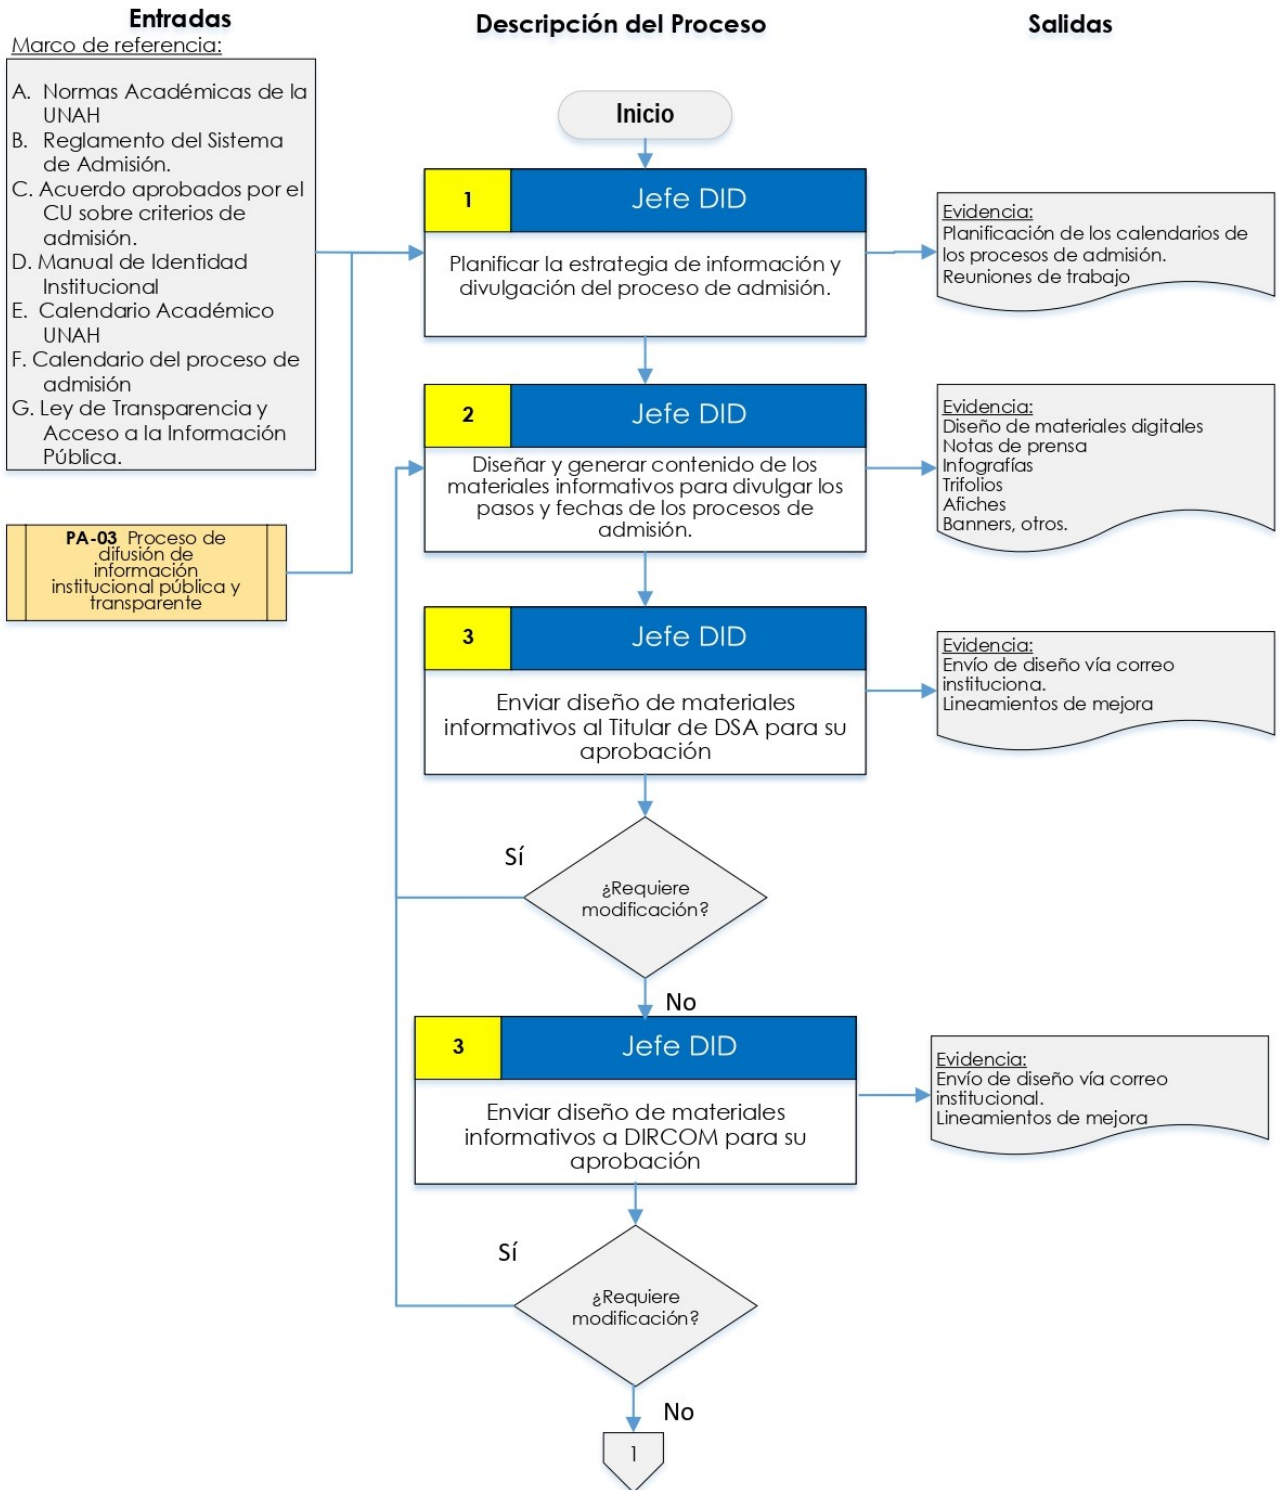 Entradas
Descripción del Proceso
Salidas
Marco de referencia:
A. Normas Académicas de la
UNAH
B. Reglamento del Sistema
de Admisión.
C. Acuerdo aprobados por el
CU sobre criterios de
admisión.
D. Manual de Identidad
Institucional
E. Calendario Académico
UNAH
F. Calendario del proceso de
admisión
G. Ley de Transparencia y
Acceso a la Información
Pública.
PA-03 Proceso de
difusión de
información
institucional pública y
transparente
Inicio
1
Jefe DID
Planificar la estrategia de información y
divulgación del proceso de admisión.
Evidencia:
Planificación de los calendarios de
los procesos de admisión.
Reuniones de trabajo
2
Jefe DID
Diseñar y generar contenido de los
materiales informativos para divulgar los
pasos y fechas de los procesos de
admisión.
Evidencia:
Diseño de materiales digitales
Notas de prensa
Infografías
Trifolios
Afiches
Banners, otros.
3
Jefe DID
Enviar diseño de materiales
informativos al Titular de DSA para su
aprobación
Evidencia:
Envío de diseño vía correo
instituciona.
Lineamientos de mejora
Sí
¿Requiere
modificación?
No
3
Jefe DID
Enviar diseño de materiales
informativos a DIRCOM para su
aprobación
Evidencia:
Envío de diseño vía correo
institucional.
Lineamientos de mejora
Sí
¿Requiere
modificación?
No
1